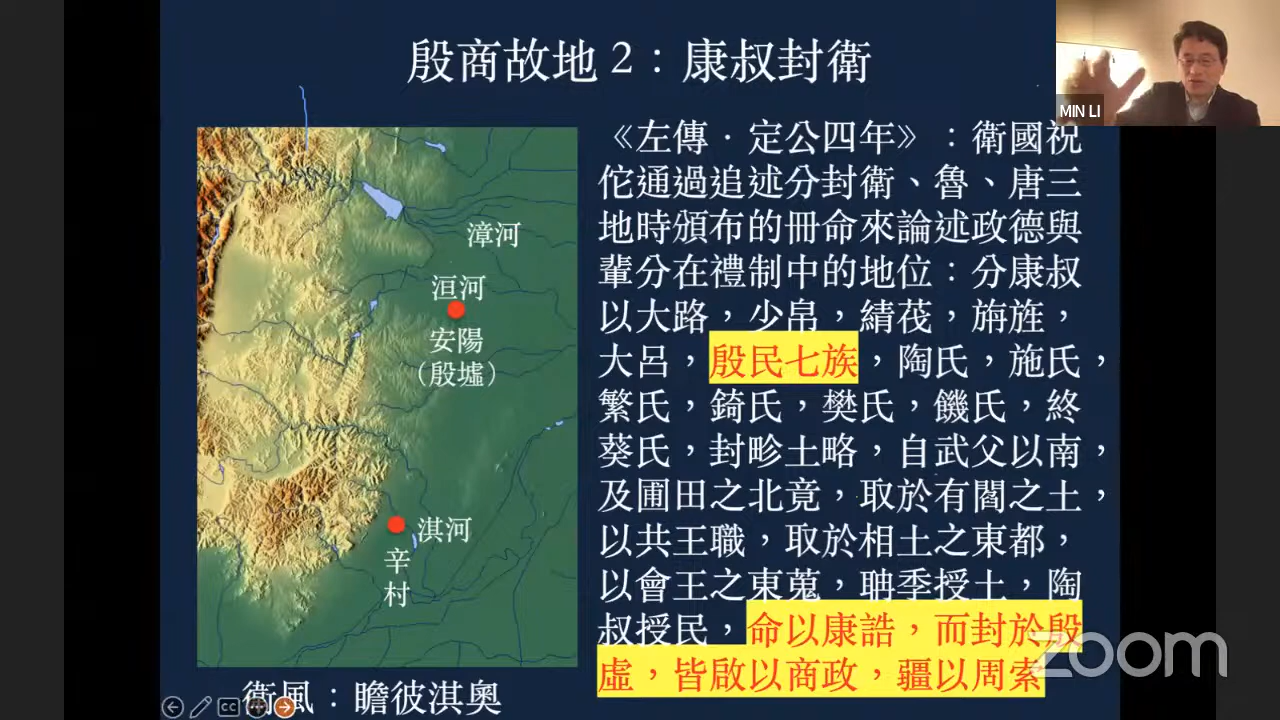 殷商故地 2：康叔封衛
MIN LI
《左傳．定公四年》：衛國祝
佗通過追述分封衛、魯、唐三
地時頒布的冊命來論述政德與
輩分在禮制中的地位：分康叔
以大路，少帛，綪茷，旃旌，
大呂，殷民七族，陶氏，施氏，
繁氏，錡氏，樊氏，饑氏，終
葵氏，封畛土略，自武父以南，
及圃田之北竟，取於有閻之土，
以共王職，取於相土之東都，
以會王之東蒐，聃季授土，陶
叔授民，命以康誥，而封於殷
虛，皆啟以商政，疆以周索
漳河
洹河
安陽
（殷墟）
淇河
辛
村
衛風：瞻彼淇奧
CC
zoom